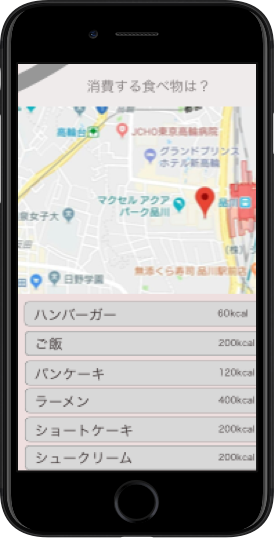 消費する食べ物は？
高輪台
JCHO東京高輪病院
グランドプリンス
ホテル新高輪
マクセル アクア
パーク品川
品川
泉女子大
(株)
日野学園
無添くら寿司 品川駅前店
ハンバーガー 60kcal
ご飯 200kcal
パンケーキ 120kcal
ラーメン 400kcal
ショートケーキ 200kcal
シュークリーム 200kcal